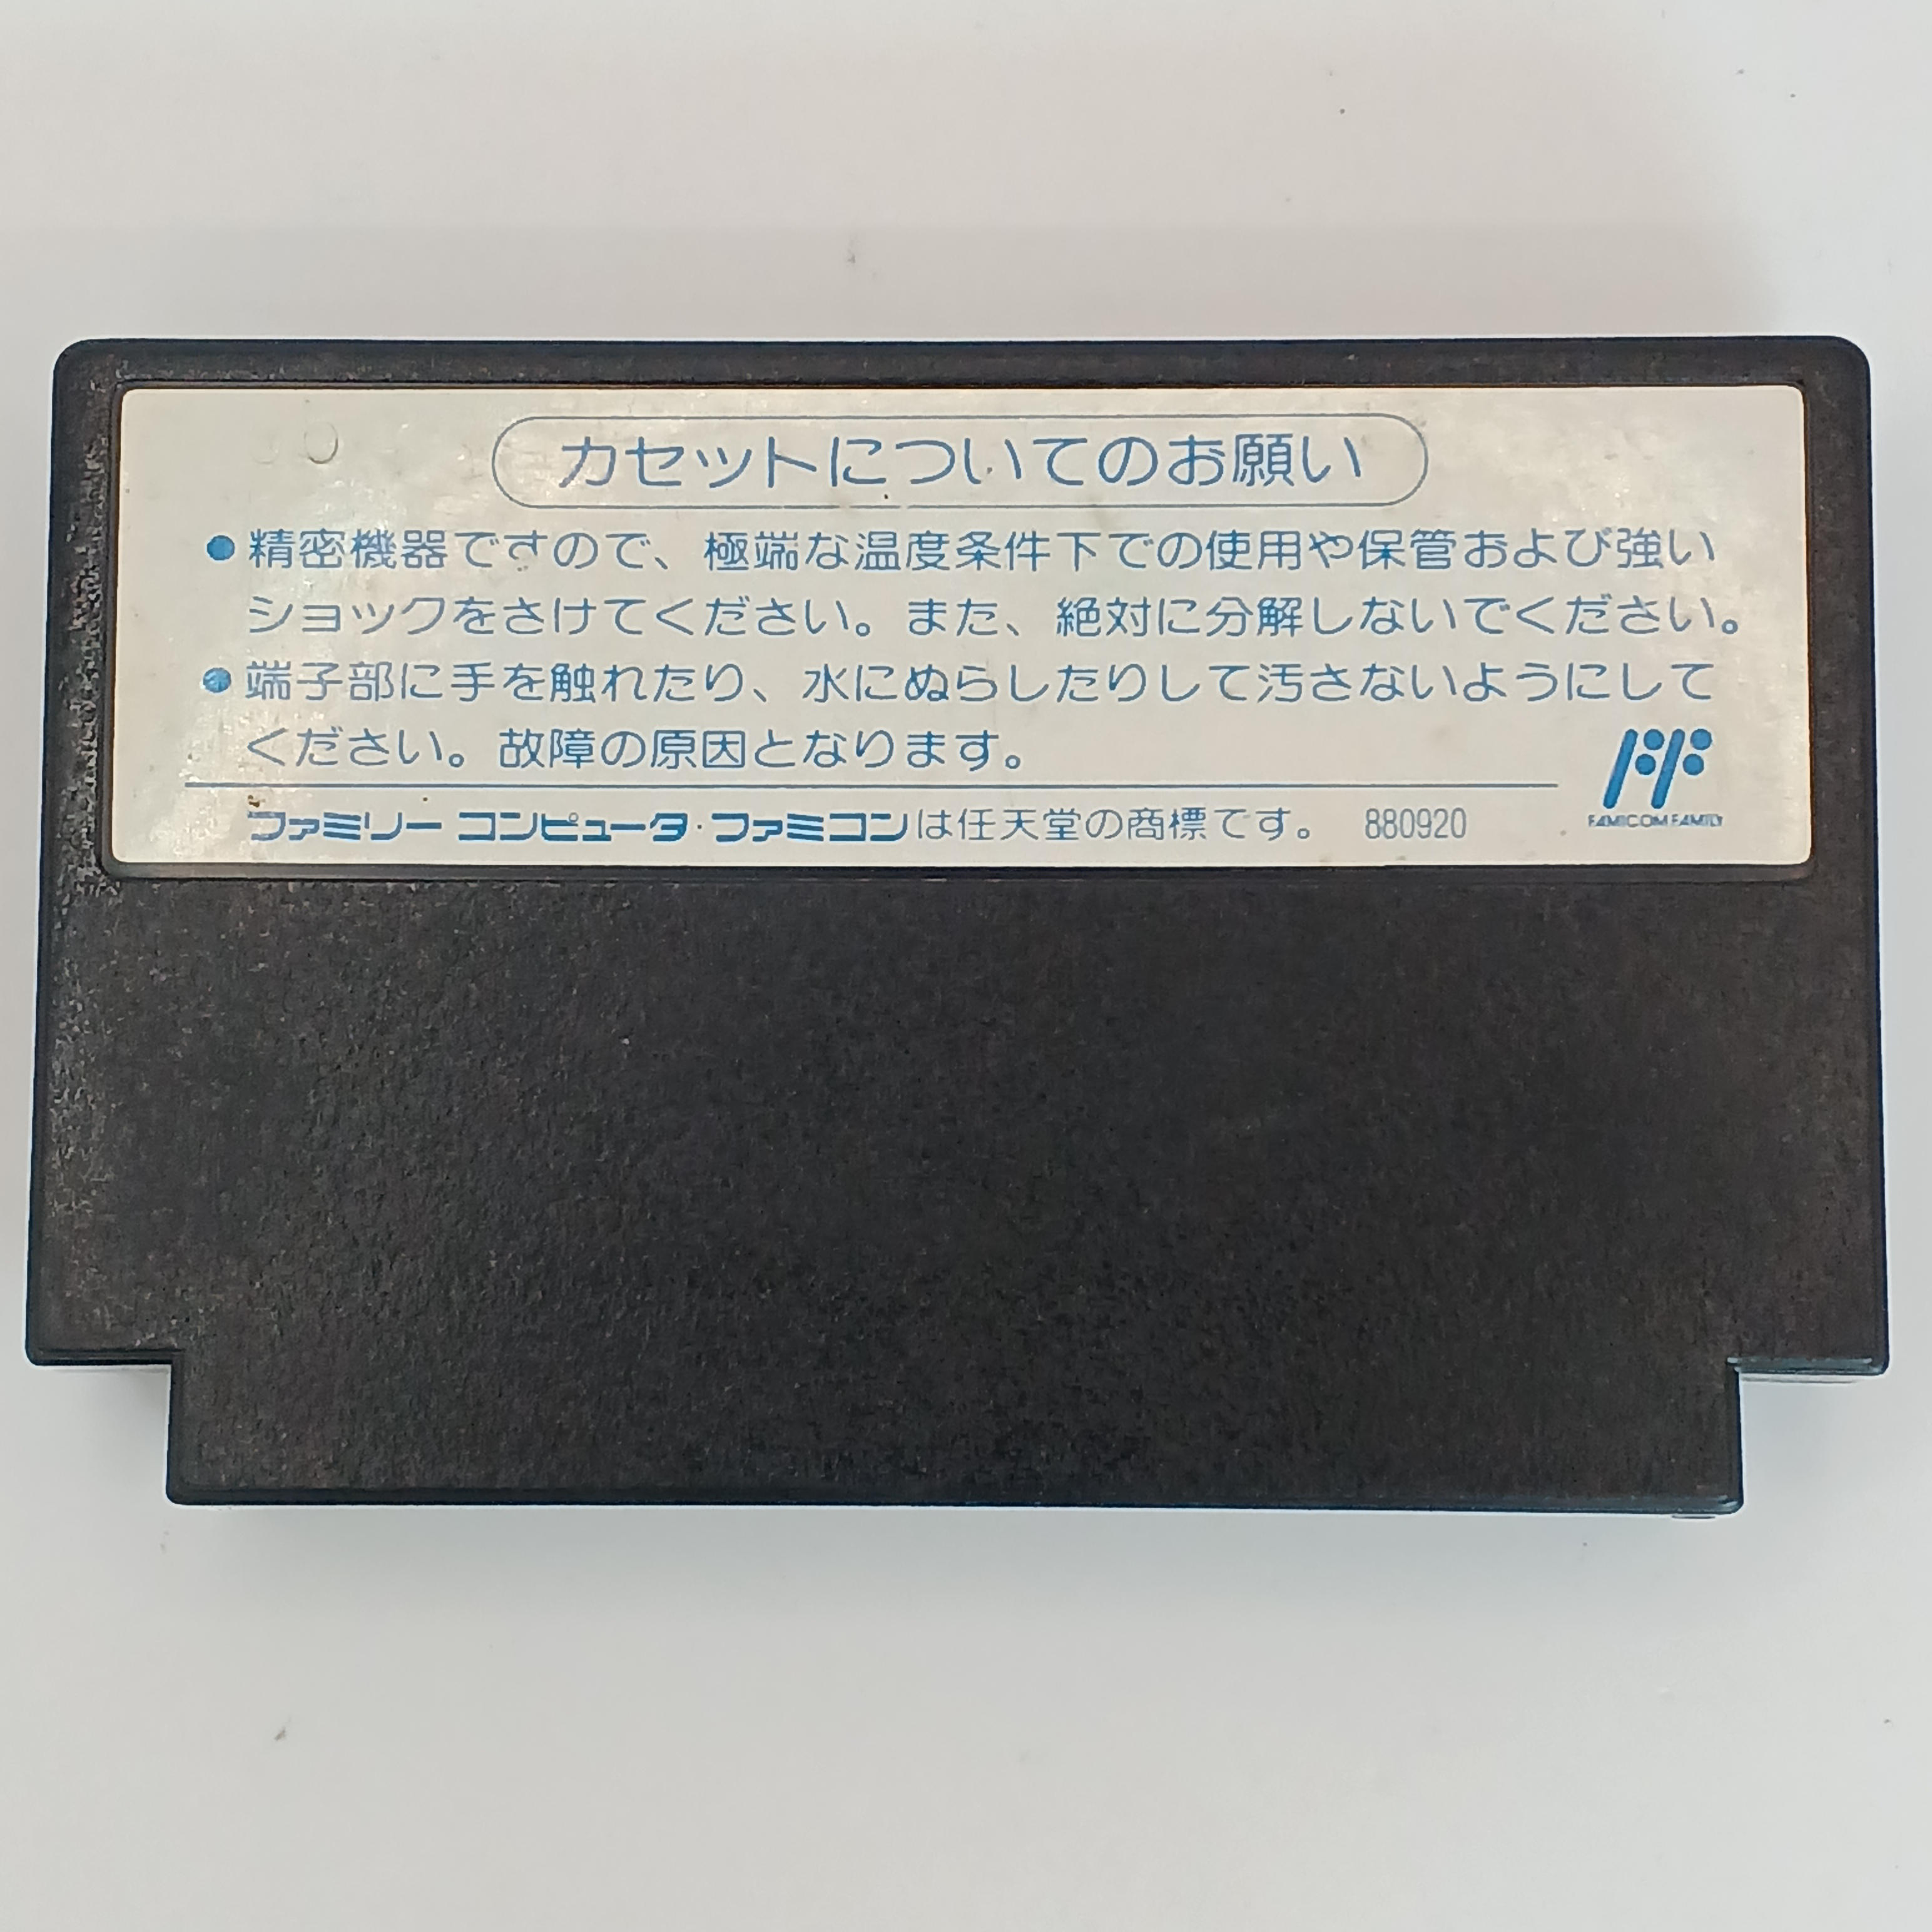 カセットについてのお願い
●精密機器ですので、極端な温度条件下での使用や保管および強い
ショックをさけてください。また、絶対に分解しないでください。
●端子部に手を触れたり、水にぬらしたりして汚さないようにして
ください。故障の原因となります。
ファミリー コンピュータ・ファミコンは任天堂の商標です。 880920
FAMICOM FAMILY